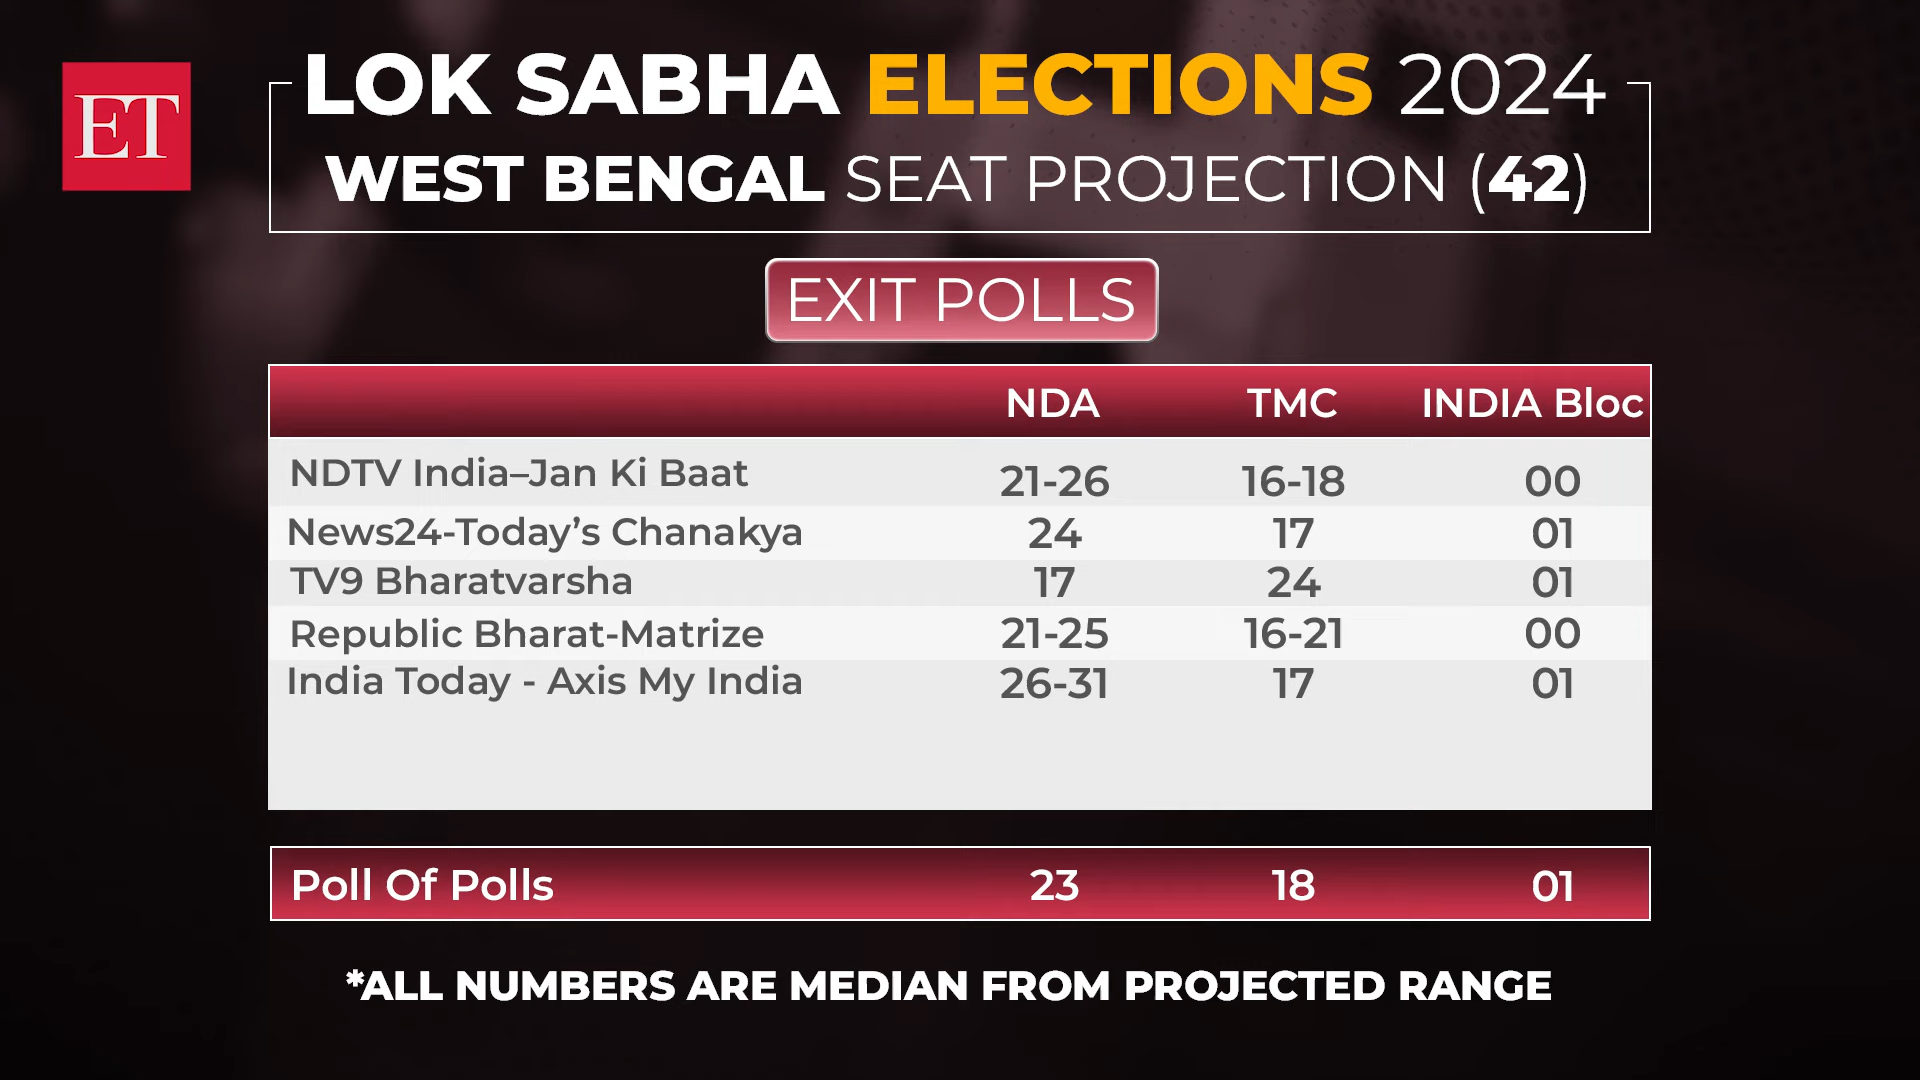 ET
LOK SABHA ELECTIONS 2024
WEST BENGAL SEAT PROJECTION (42)
EXIT POLLS
NDA TMC INDIA Bloc
NDTV India–Jan Ki Baat 21-26 16-18 00
News24-Today’s Chanakya 24 17 01
TV9 Bharatvarsha 17 24 01
Republic Bharat-Matrize 21-25 16-21 00
India Today - Axis My India 26-31 17 01
Poll Of Polls 23 18 01
*ALL NUMBERS ARE MEDIAN FROM PROJECTED RANGE